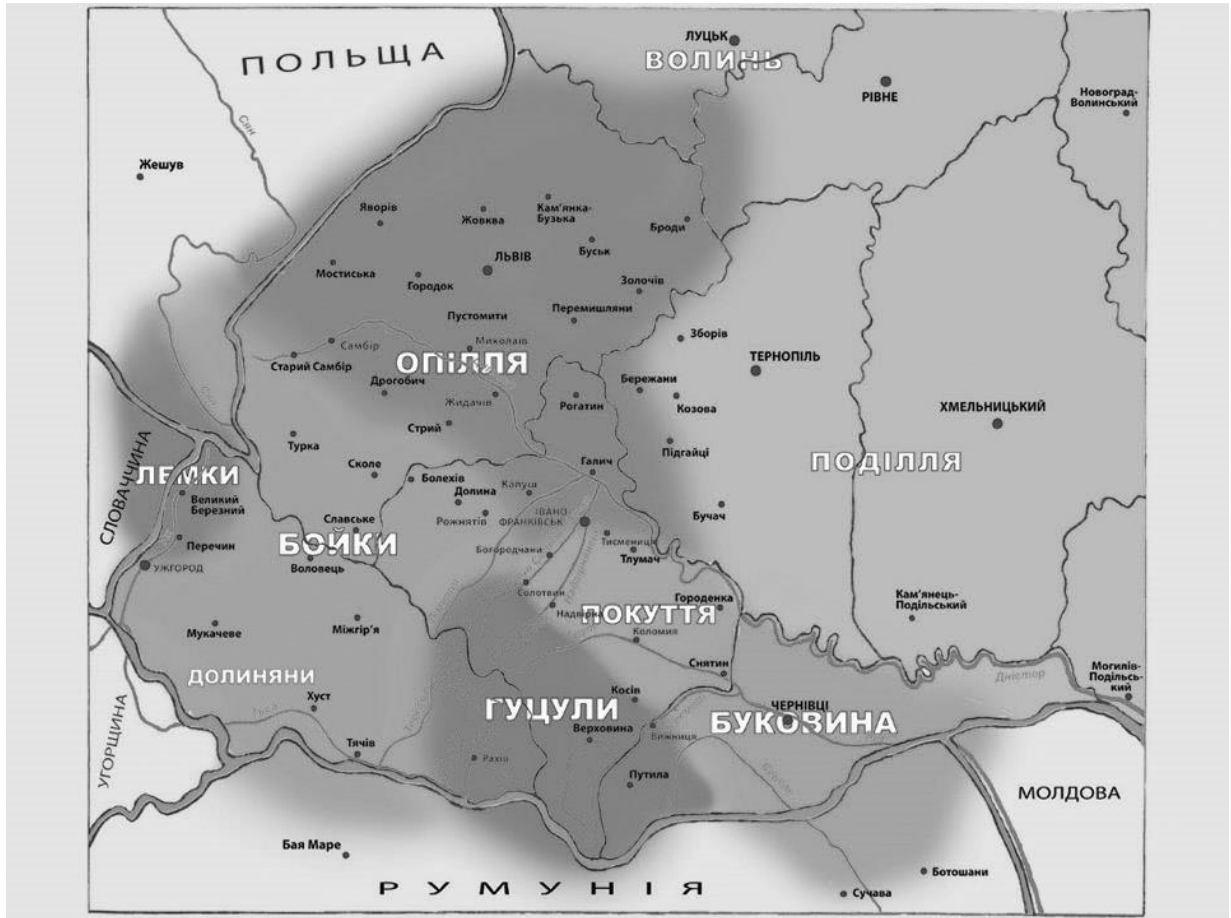 ПОЛЬЩА
ЛУЦЬК
ВОЛИНЬ
РІВНЕ
Новоград-
Волинський
Сян
Жешув
Яворів
Жовква
Кам'янка-
Бузька
Броди
Буськ
ЛЬВІВ
Мостиська
Городок
Золочів
Пустомити
Перемишляни
Зборів
Самбір
Миколаїв
Старий Самбір
ОПІЛЛЯ
ТЕРНОПІЛЬ
Дрогобич
Жидачів
Рогатин
Бережани
Козова
ХМЕЛЬНИЦЬКИЙ
Стрий
Турка
Підгайці
ПОДІЛЛЯ
СЛОВАЧЧИНА
ЛЕМКИ
Сколе
Болехів
Галич
Великий
Березний
Долина
Калуш
Рожнятів
ІВАНО
ФРАНКІВСЬК
Бучач
Славське
БОЙКИ
Перечин
Воловець
Богородчани
Тисмениця
Тлумач
УЖГОРОД
Солотвин
Надвірна
ПОКУТТЯ
Городенка
Кам'янець-
Подільський
Мукачеве
Міжгір'я
Коломия
Снятин
ДОЛИНЯНИ
Дністер
Могилів-
Подільсь-
кий
Хуст
Косів
ГУЦУЛИ
ЧЕРНІВЦІ
БУКОВИНА
УГОРЩИНА
Тячів
Верховина
Вижниця
Рахів
Путила
МОЛДОВА
Бая Маре
РУМУНІЯ
Ботошани
Сучава